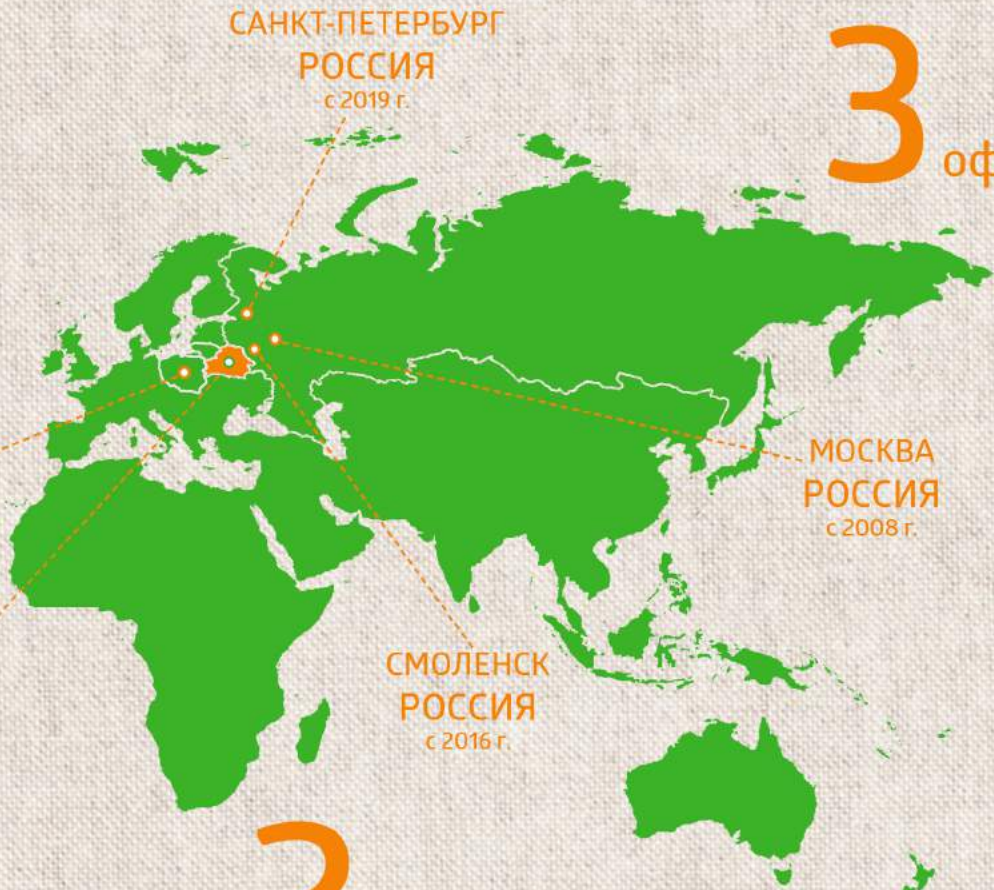 САНКТ-ПЕТЕРБУРГ
РОССИЯ
с 2019 г.
3
МОСКВА
РОССИЯ
с 2008 г.
СМОЛЕНСК
РОССИЯ
с 2016 г.